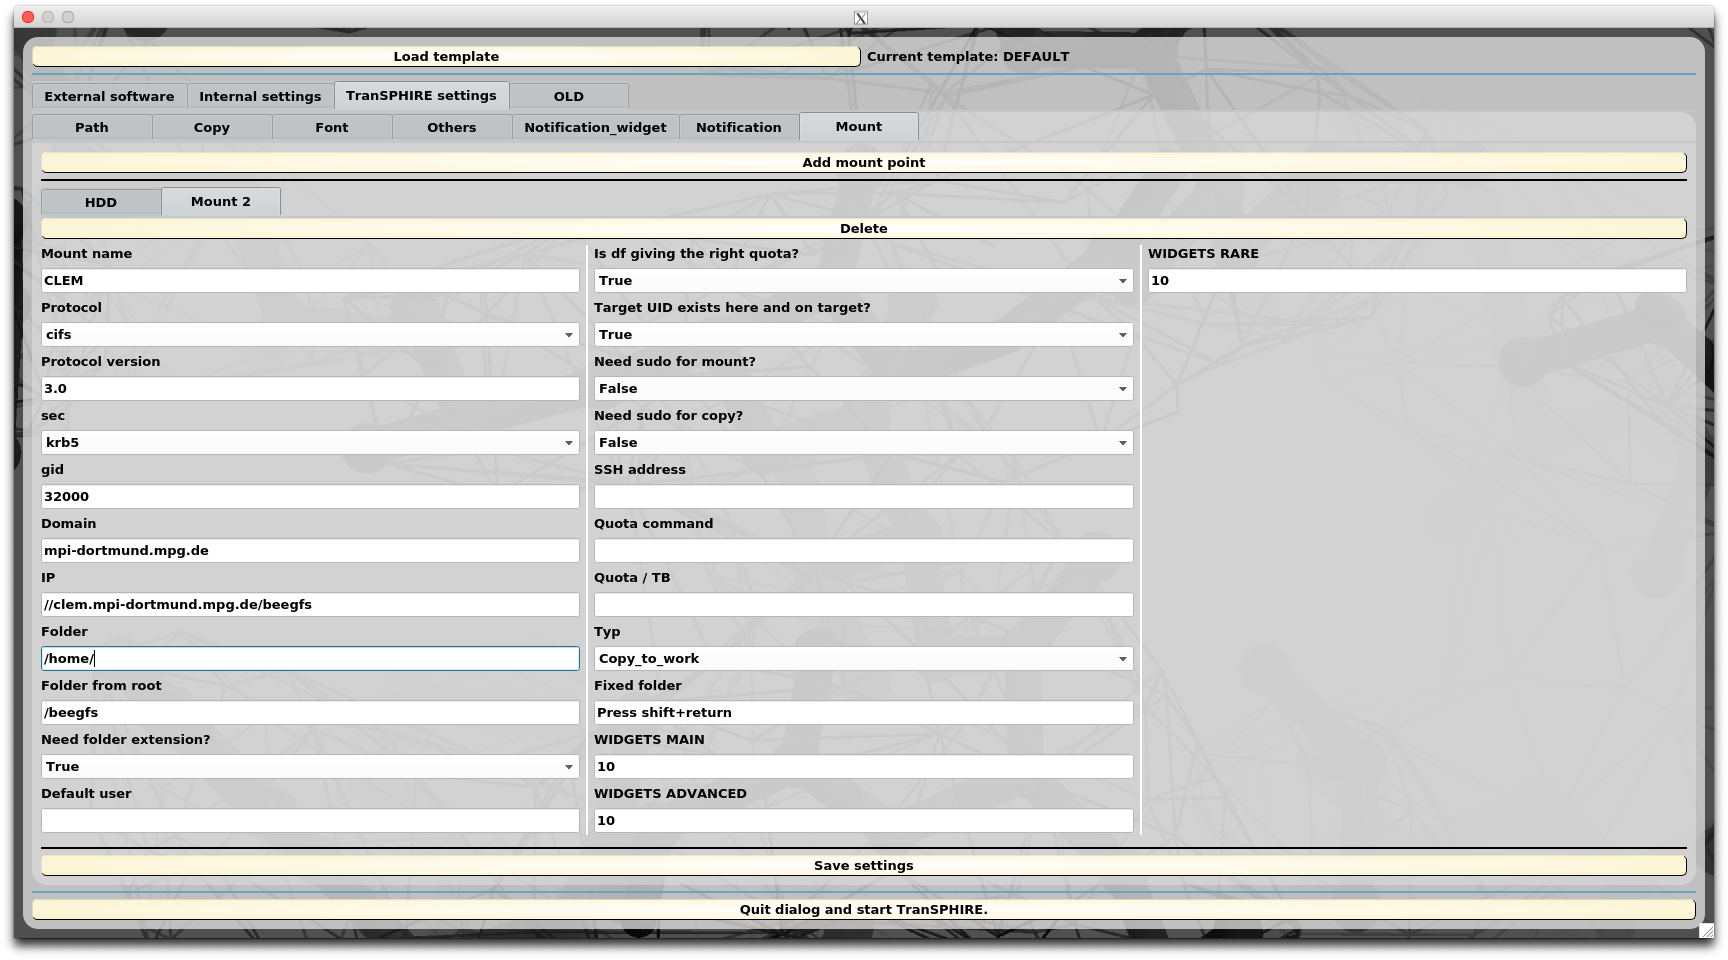 X
Load template
Current template: DEFAULT
External software
Internal settings
TranSPHIRE settings
OLD
Path
Copy
Font
Others
Notification_widget
Notification
Mount
Add mount point
HDD
Mount 2
Delete
Mount name
CLEM
Protocol
cifs
Protocol version
3.0
sec
krb5
gid
32000
Domain
mpi-dortmund.mpg.de
IP
//clem.mpi-dortmund.mpg.de/beegfs
Folder
/home/
Folder from root
/beegfs
Need folder extension?
True
Default user
Is df giving the right quota?
True
Target UID exists here and on target?
True
Need sudo for mount?
False
Need sudo for copy?
False
SSH address
Quota command
Quota / TB
Typ
Copy_to_work
Fixed folder
Press shift+return
WIDGETS MAIN
10
WIDGETS ADVANCED
10
WIDGETS RARE
10
Save settings
Quit dialog and start TranSPHIRE.